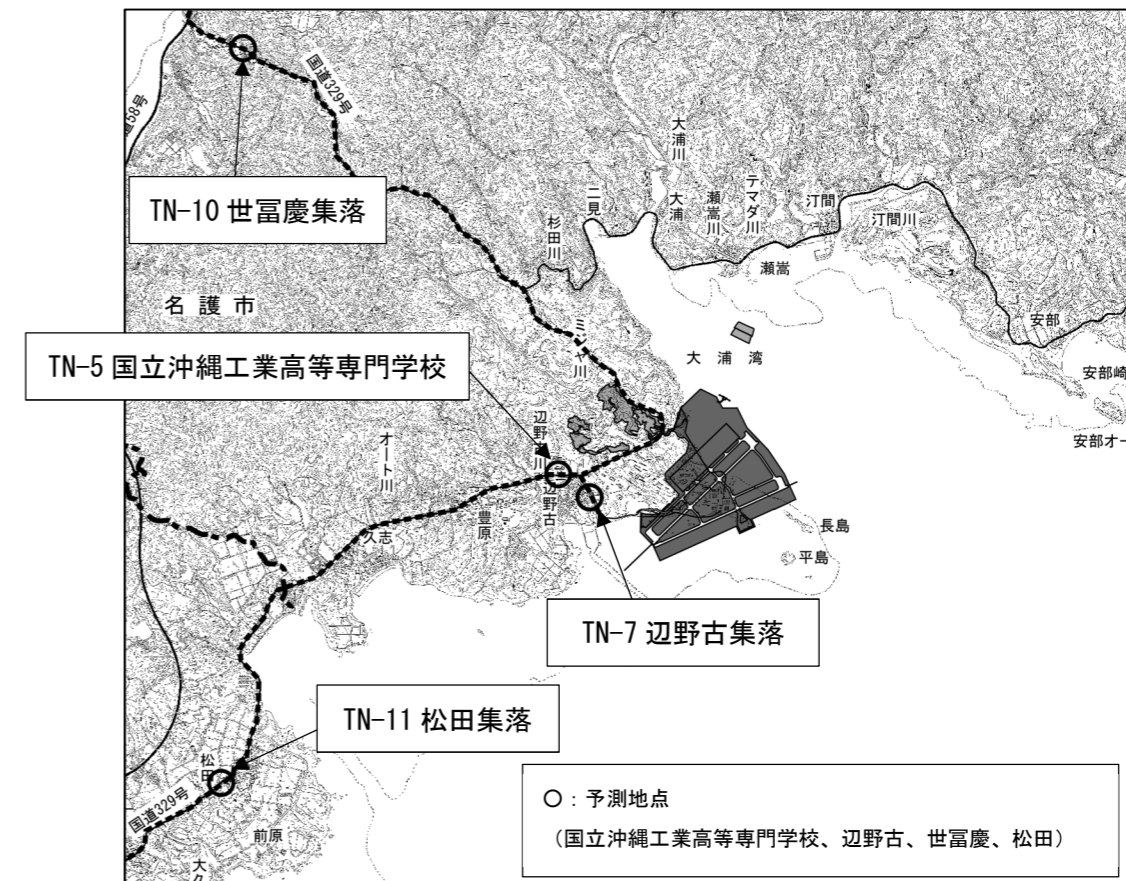 国道329号
道58号
大浦川
TN-10 世冨慶集落
二見
大浦
瀬嵩川
テマダ川
汀間
汀間川
杉田川
瀬嵩
名護市
安部
ミジャ川
大浦湾
安部崎
TN-5 国立沖縄工業高等専門学校
安部オー
辺野古川
オート川
辺野古
豊原
久志
長島
平島
TN-7 辺野古集落
TN-11 松田集落
松田
国道329号
前原
○：予測地点
（国立沖縄工業高等専門学校、辺野古、世冨慶、松田）